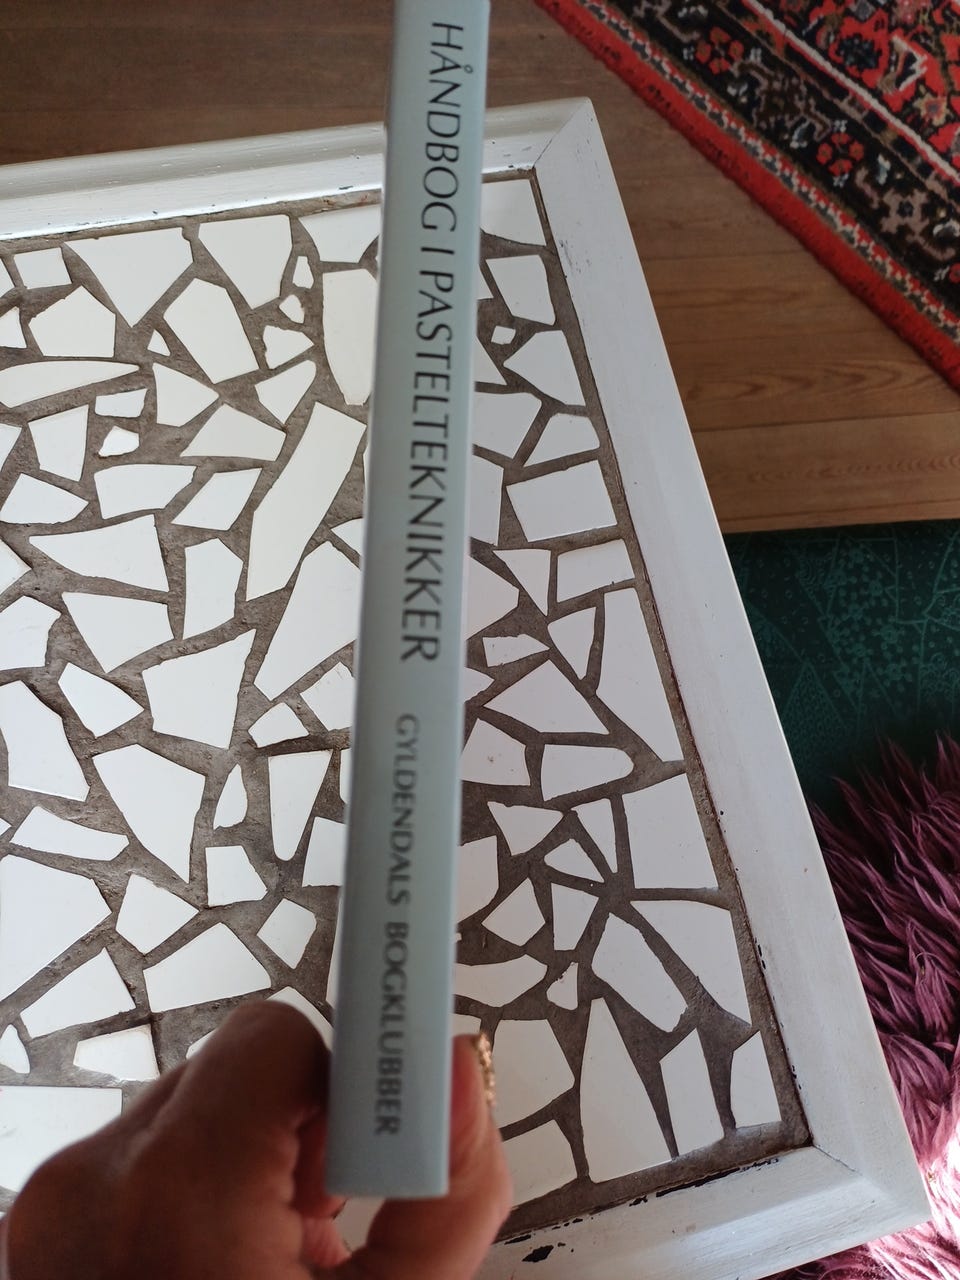 HÅNDBOG I PASTELTEKNIKKER
GYLDENDALS BOGKLUBBER